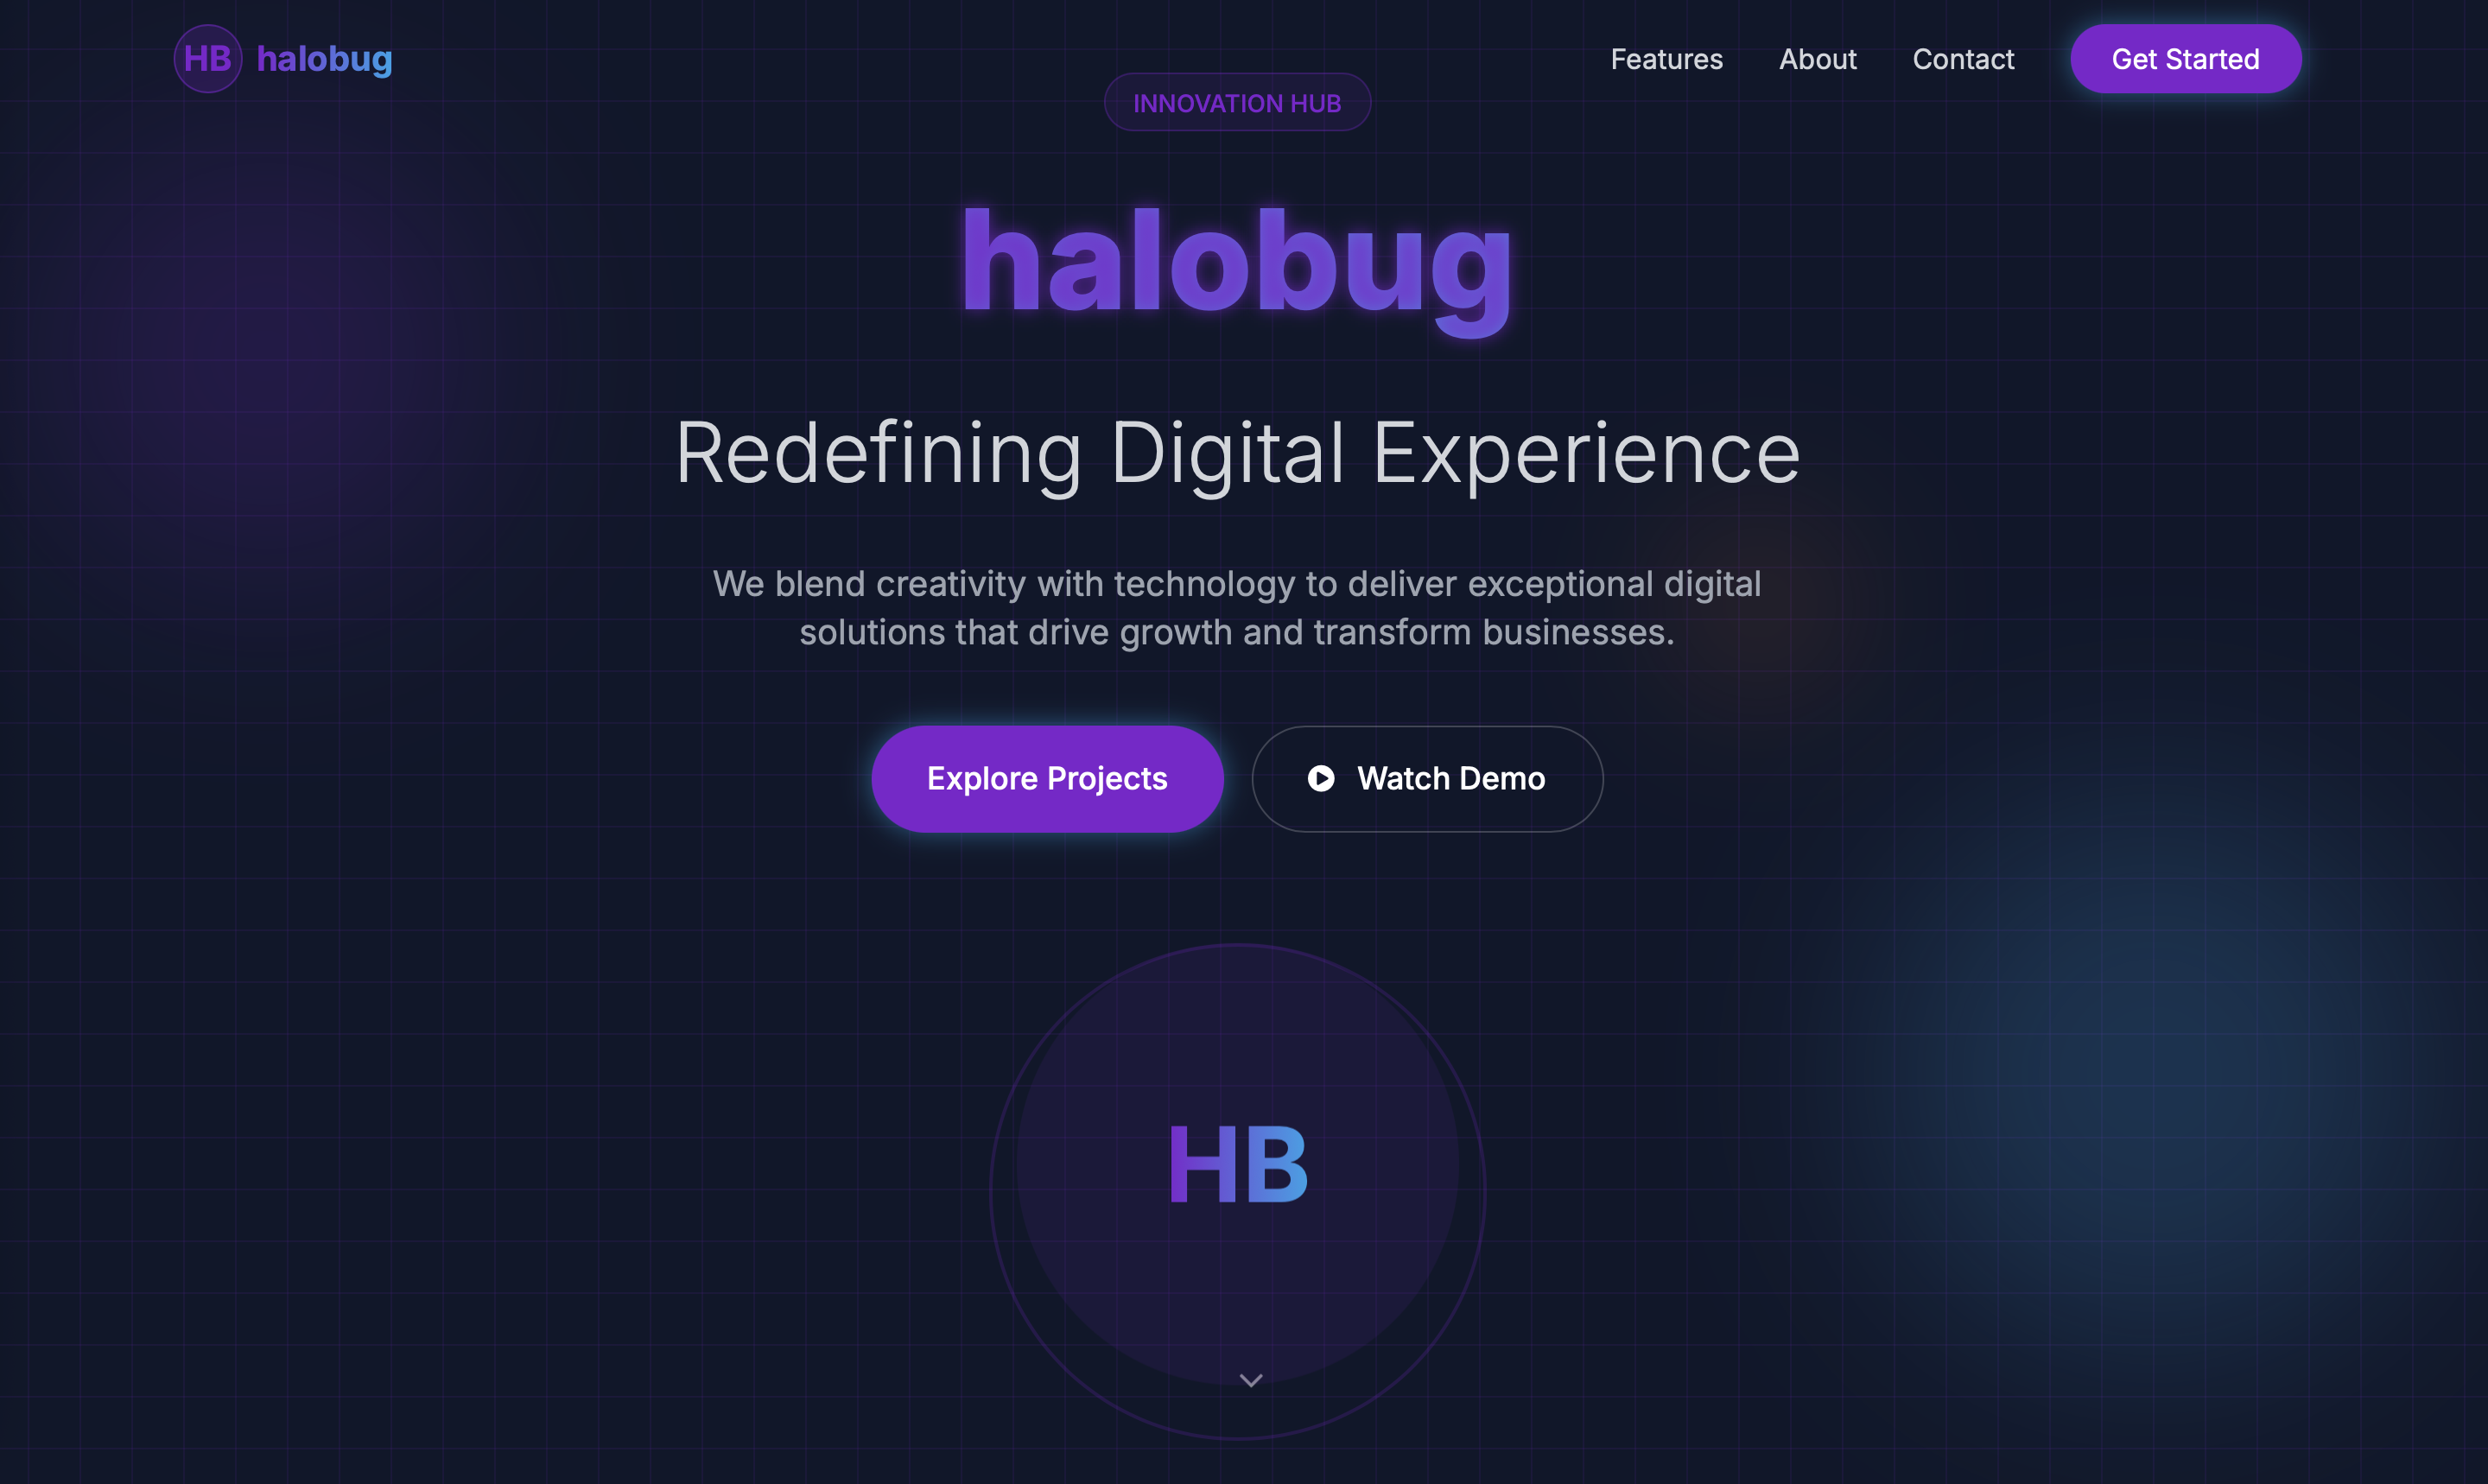 HB halobug
Features About Contact Get Started
INNOVATION HUB
halobug
Redefining Digital Experience
We blend creativity with technology to deliver exceptional digital
solutions that drive growth and transform businesses.
Explore Projects Watch Demo
HB